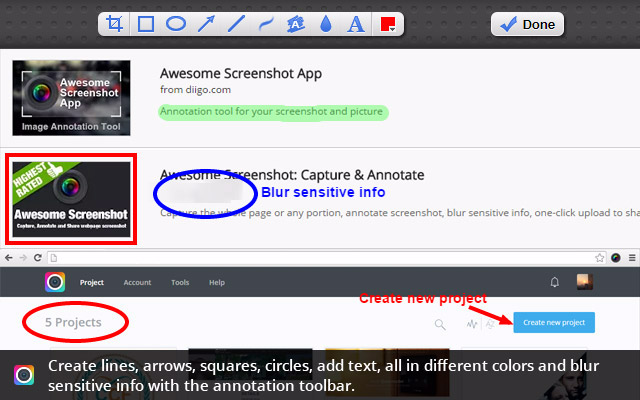 A
A
Done
Awesome Screenshot App
Awesome Screenshot App
from diigo.com
Annotation tool for your screenshot and picture
Image Annotation Tool
HIGHEST RATED
Awesome Screenshot: Capture & Annotate
Blur sensitive info
Awesome Screenshot
Capture, Annotate and Share webpage screenshot
Capture the whole page or any portion, annotate screenshot, blur sensitive info, one-click upload to sha
Project Account Tools Help
Create new project
5 Projects
Create new project
CCF
Create lines, arrows, squares, circles, add text, all in different colors and blur
sensitive info with the annotation toolbar.